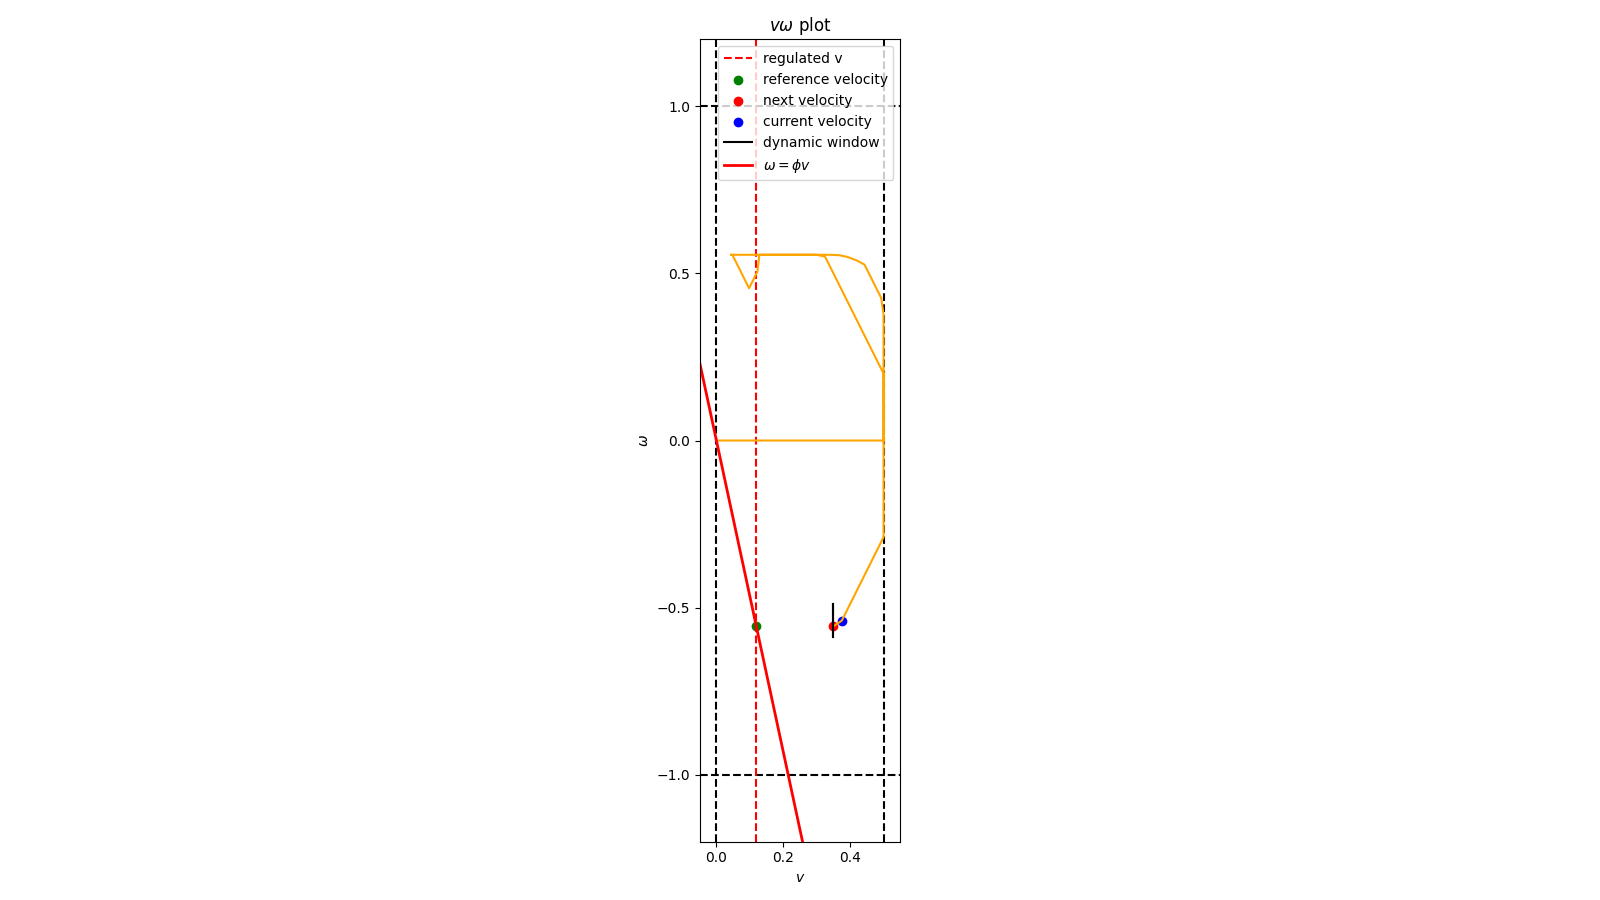 vω plot
regulated v
reference velocity
next velocity
current velocity
dynamic window
ω = ϕv
1.0
0.5
0.0
−0.5
−1.0
ω
0.0 0.2 0.4
v